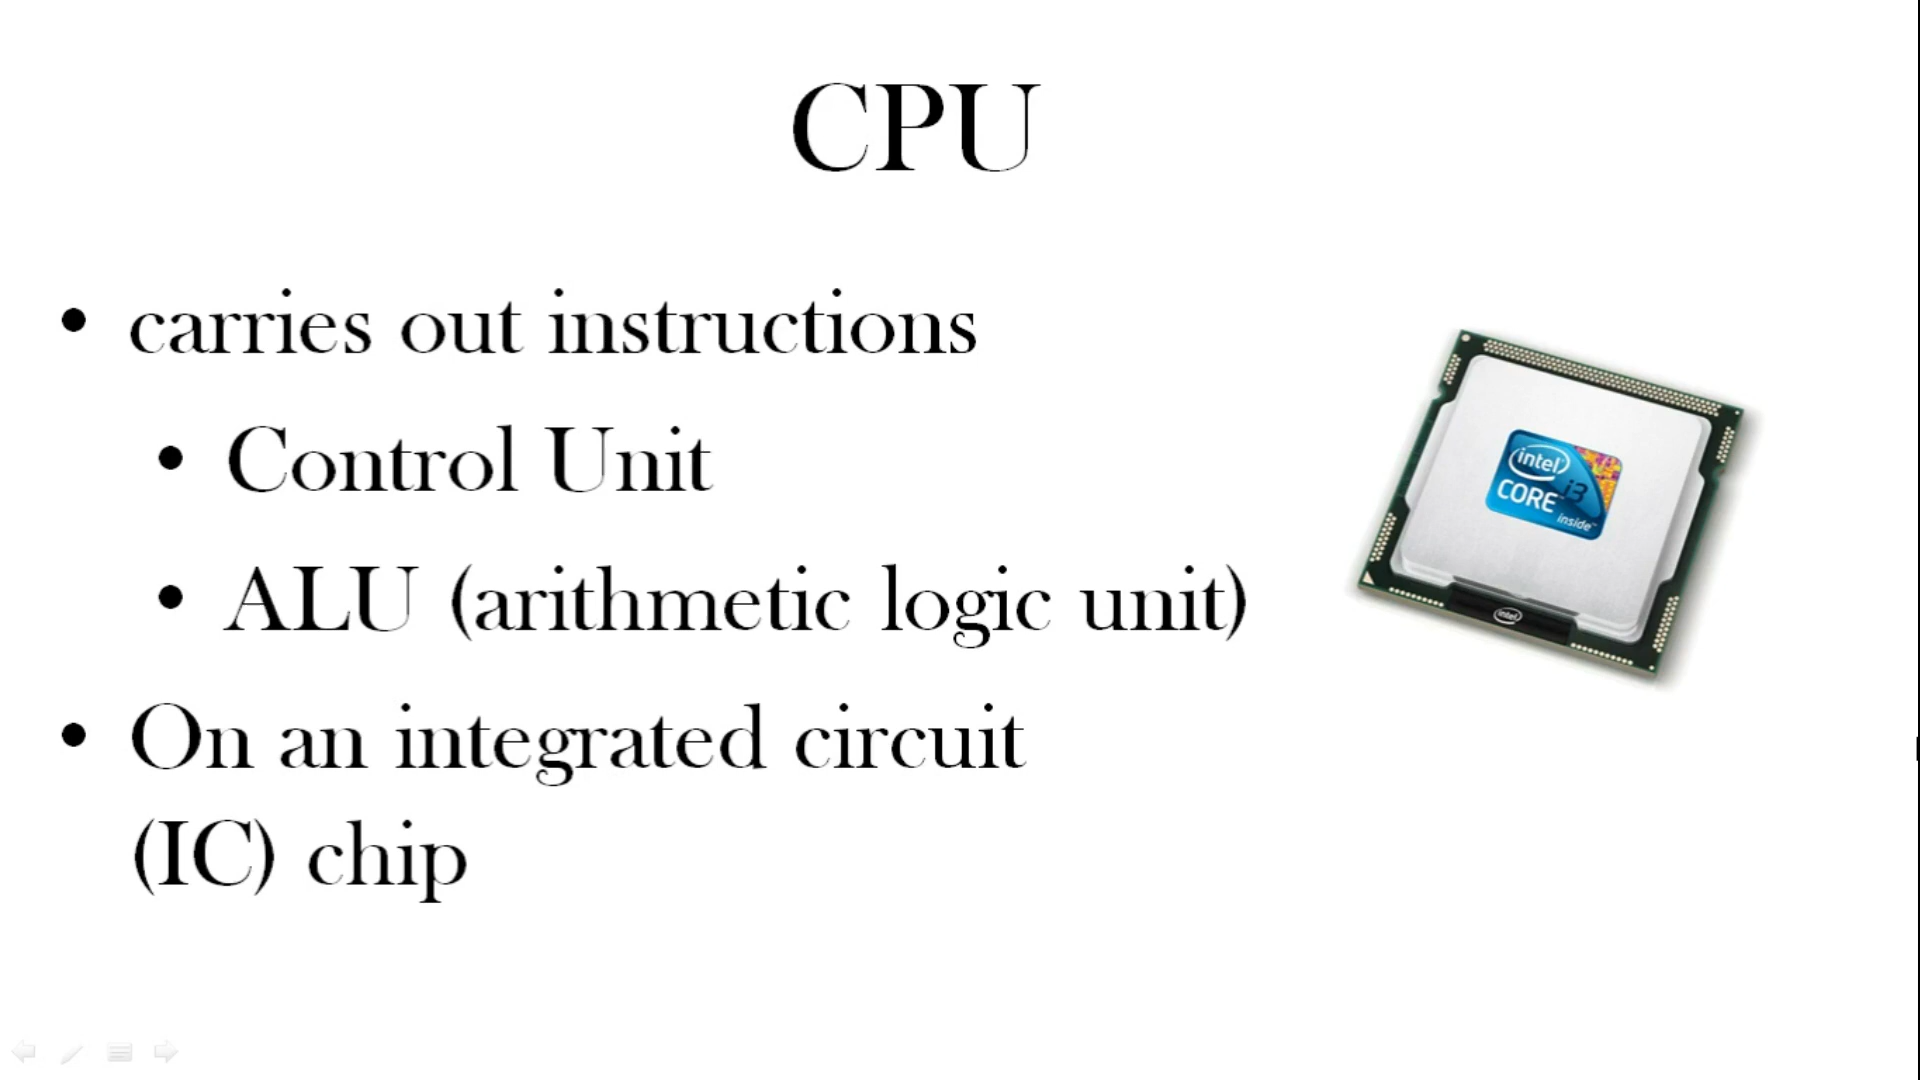 CPU
• carries out instructions
• Control Unit
• ALU (arithmetic logic unit)
• On an integrated circuit
(IC) chip
intel
CORE i3
inside™
intel